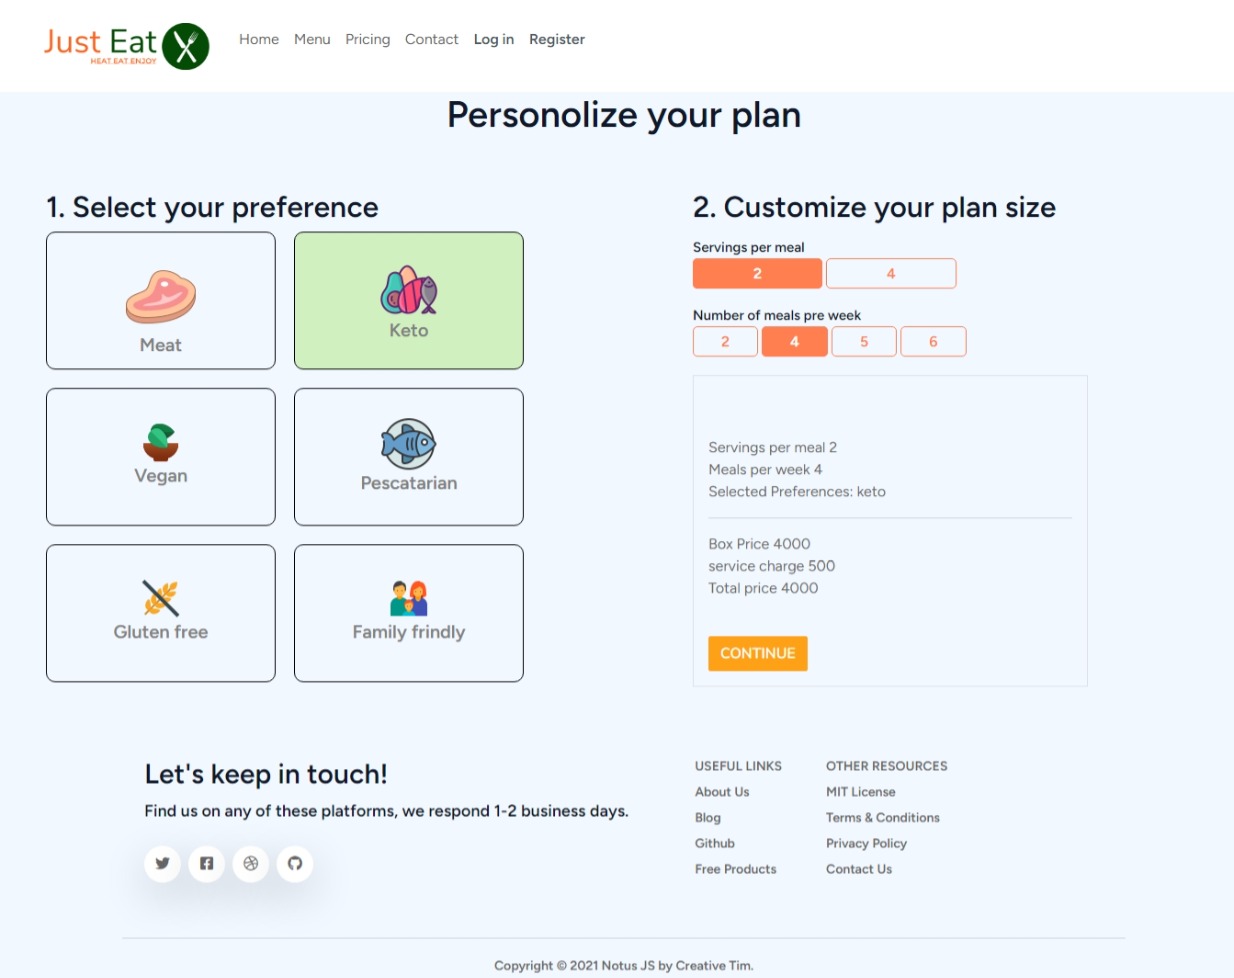 Just Eat
HEAT.EAT.ENJOY
Home Menu Pricing Contact Log in Register
Personolize your plan
1. Select your preference
Meat
Keto
Vegan
Pescatarian
Gluten free
Family frindly
2. Customize your plan size
Servings per meal
2 4
Number of meals pre week
2 4 5 6
Servings per meal 2
Meals per week 4
Selected Preferences: keto
Box Price 4000
service charge 500
Total price 4000
CONTINUE
Let's keep in touch!
Find us on any of these platforms, we respond 1-2 business days.
USEFUL LINKS
About Us
Blog
Github
Free Products
OTHER RESOURCES
MIT License
Terms & Conditions
Privacy Policy
Contact Us
Copyright © 2021 Notus JS by Creative Tim.